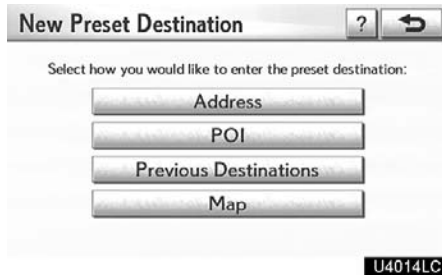 New Preset Destination ?
Select how you would like to enter the preset destination:
Address
POI
Previous Destinations
Map
U4014LC